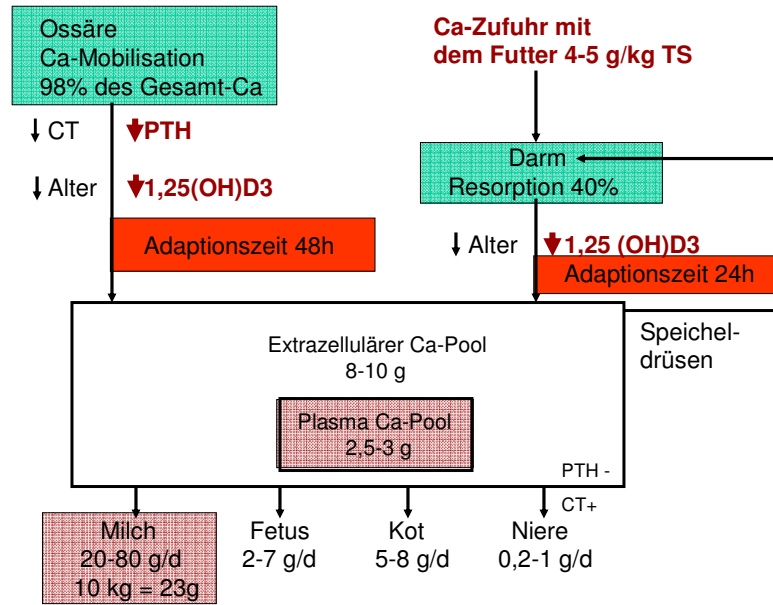 Ossäre
Ca-Mobilisation
98% des Gesamt-Ca
Ca-Zufuhr mit
dem Futter 4-5 g/kg TS
CT
PTH
Darm
Resorption 40%
Alter
1,25(OH)D3
Alter
1,25 (OH)D3
Adaptionszeit 48h
Adaptionszeit 24h
Extrazellulärer Ca-Pool
8-10 g
Speichel-
drüsen
Plasma Ca-Pool
2,5-3 g
PTH -
CT+
Milch
20-80 g/d
10 kg = 23g
Fetus
2-7 g/d
Kot
5-8 g/d
Niere
0,2-1 g/d